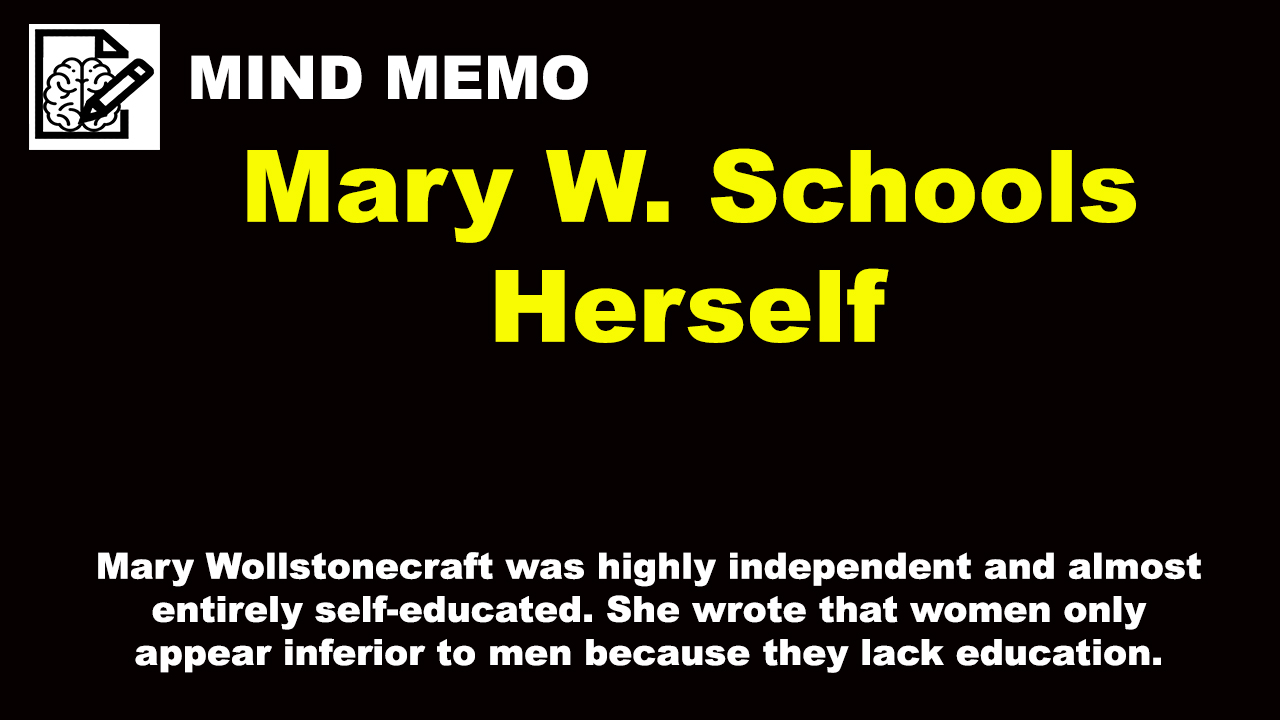 MIND MEMO
Mary W. Schools
Herself
Mary Wollstonecraft was highly independent and almost
entirely self-educated. She wrote that women only
appear inferior to men because they lack education.